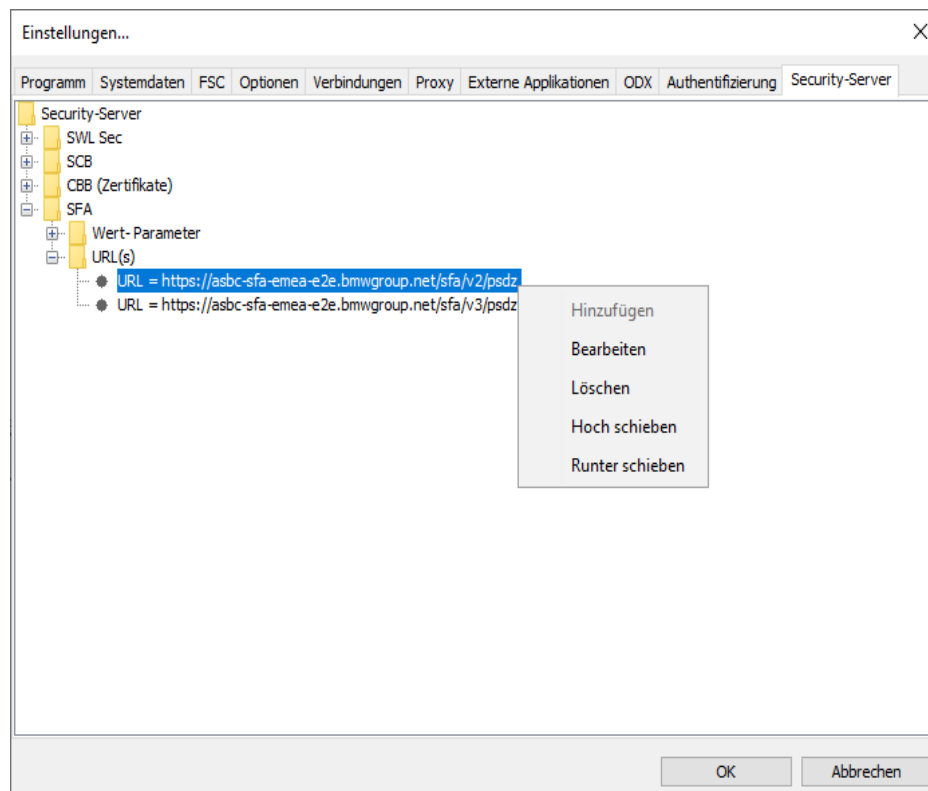 Einstellungen...
Programm Systemdaten FSC Optionen Verbindungen Proxy Externe Applikationen ODX Authentifizierung Security-Server
Security-Server
SWL Sec
SCB
CBB (Zertifikate)
SFA
Wert- Parameter
URL(s)
URL = https://asbc-sfa-emea-e2e.bmwgroup.net/sfa/v2/psdz
URL = https://asbc-sfa-emea-e2e.bmwgroup.net/sfa/v3/psdz
Hinzufügen
Bearbeiten
Löschen
Hoch schieben
Runter schieben
OK Abbrechen